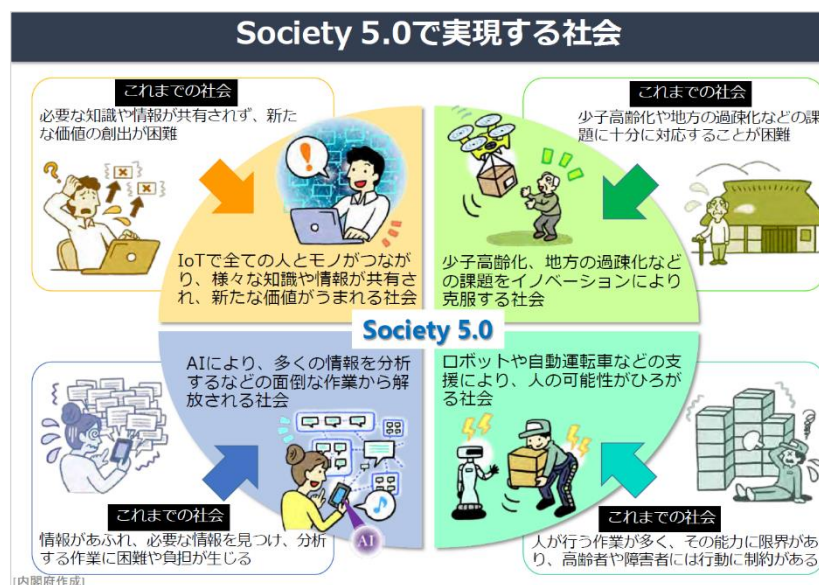 Society 5.0で実現する社会
これまでの社会
必要な知識や情報が共有されず、新た
な価値の創出が困難
これまでの社会
少子高齢化や地方の過疎化などの課
題に十分に対応することが困難
IoTで全ての人とモノがつなが
り、様々な知識や情報が共有さ
れ、新たな価値がうまれる社会
少子高齢化、地方の過疎化など
の課題をイノベーションにより
克服する社会
Society 5.0
AIにより、多くの情報を分析
するなどの面倒な作業から解
放される社会
ロボットや自動運転車などの支
援により、人の可能性がひろが
る社会
AI
これまでの社会
情報があふれ、必要な情報を見つけ、分析
する作業に困難や負担が生じる
これまでの社会
人が行う作業が多く、その能力に限界があ
り、高齢者や障害者には行動に制約がある
[内閣府作成]